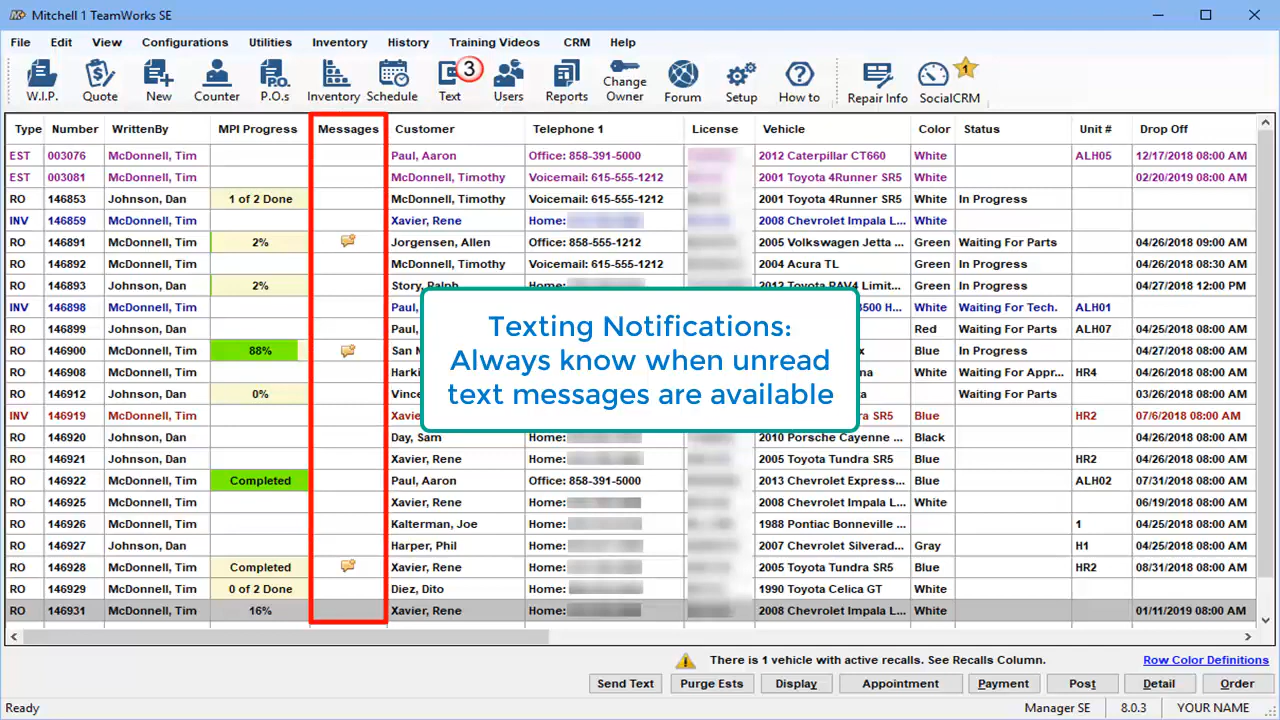 Mitchell 1 TeamWorks SE
File Edit View Configurations Utilities Inventory History Training Videos CRM Help
W.I.P. Quote New Counter P.O.s Inventory Schedule Text 3 Users Reports Change Owner Forum Setup How to Repair Info SocialCRM 1
Type Number WrittenBy MPI Progress Messages Customer Telephone 1 License Vehicle Color Status Unit # Drop Off
EST 003076 McDonnell, Tim Paul, Aaron Office: 858-391-5000 2012 Caterpillar CT660 White ALH05 12/17/2018 08:00 AM
EST 003081 McDonnell, Tim McDonnell, Timothy Voicemail: 615-555-1212 2001 Toyota 4Runner SR5 White 02/20/2019 08:00 AM
RO 146853 Johnson, Dan 1 of 2 Done McDonnell, Timothy Voicemail: 615-555-1212 2001 Toyota 4Runner SR5 White In Progress
INV 146859 McDonnell, Tim Xavier, Rene Home: 2008 Chevrolet Impala L... White
RO 146891 McDonnell, Tim 2% Jorgensen, Allen Office: 858-555-1212 2005 Volkswagen Jetta ... Green Waiting For Parts 04/26/2018 09:00 AM
RO 146892 McDonnell, Tim McDonnell, Timothy Voicemail: 615-555-1212 2004 Acura TL Green In Progress 04/26/2018 08:30 AM
RO 146893 Johnson, Dan 2% Story, Ralph Home: 2007 Toyota RAV4 Limit... Green In Progress 04/27/2018 12:00 PM
INV 146898 McDonnell, Tim Paul, 3500 H... White Waiting For Tech. ALH01
RO 146899 McDonnell, Tim Paul, Red Waiting For Parts ALH07 04/25/2018 08:00 AM
RO 146900 McDonnell, Tim 88% San Blue In Progress 04/27/2018 08:00 AM
RO 146908 McDonnell, Tim Harki Waiting For Appr... HR4 04/26/2018 08:00 AM
RO 146912 McDonnell, Tim 0% Vince Waiting For Parts 03/26/2018 08:00 AM
INV 146919 McDonnell, Tim Xavie SR5 Blue HR2 07/6/2018 08:00 AM
Texting Notifications:
Always know when unread
text messages are available
RO 146920 Johnson, Dan Day, Sam Home: 2010 Porsche Cayenne ... Black 04/26/2018 08:00 AM
RO 146921 Johnson, Dan Xavier, Rene Home: 2005 Toyota Tundra SR5 Blue HR2 04/26/2018 08:00 AM
RO 146922 McDonnell, Tim Completed Paul, Aaron Office: 858-391-5000 2013 Chevrolet Express... Blue ALH02 07/31/2018 08:00 AM
RO 146925 McDonnell, Tim Xavier, Rene Home: 2008 Chevrolet Impala L... White 06/19/2018 08:00 AM
RO 146926 McDonnell, Tim Kalterman, Joe Home: 1988 Pontiac Bonneville ... 1 04/25/2018 08:00 AM
RO 146927 Johnson, Dan Harper, Phil Home: 2007 Chevrolet Silverad... Gray H1 04/25/2018 08:00 AM
RO 146928 McDonnell, Tim Completed Xavier, Rene Home: 2005 Toyota Tundra SR5 Blue HR2 08/31/2018 08:00 AM
RO 146929 McDonnell, Tim 0 of 2 Done Diez, Dito Home: 1990 Toyota Celica GT White
RO 146931 McDonnell, Tim 16% Xavier, Rene Home: 2008 Chevrolet Impala L... White 01/11/2019 08:00 AM
There is 1 vehicle with active recalls. See Recalls Column. Row Color Definitions
Send Text Purge Ests Display Appointment Payment Post Detail Order
Ready Manager SE 8.0.3 YOUR NAME